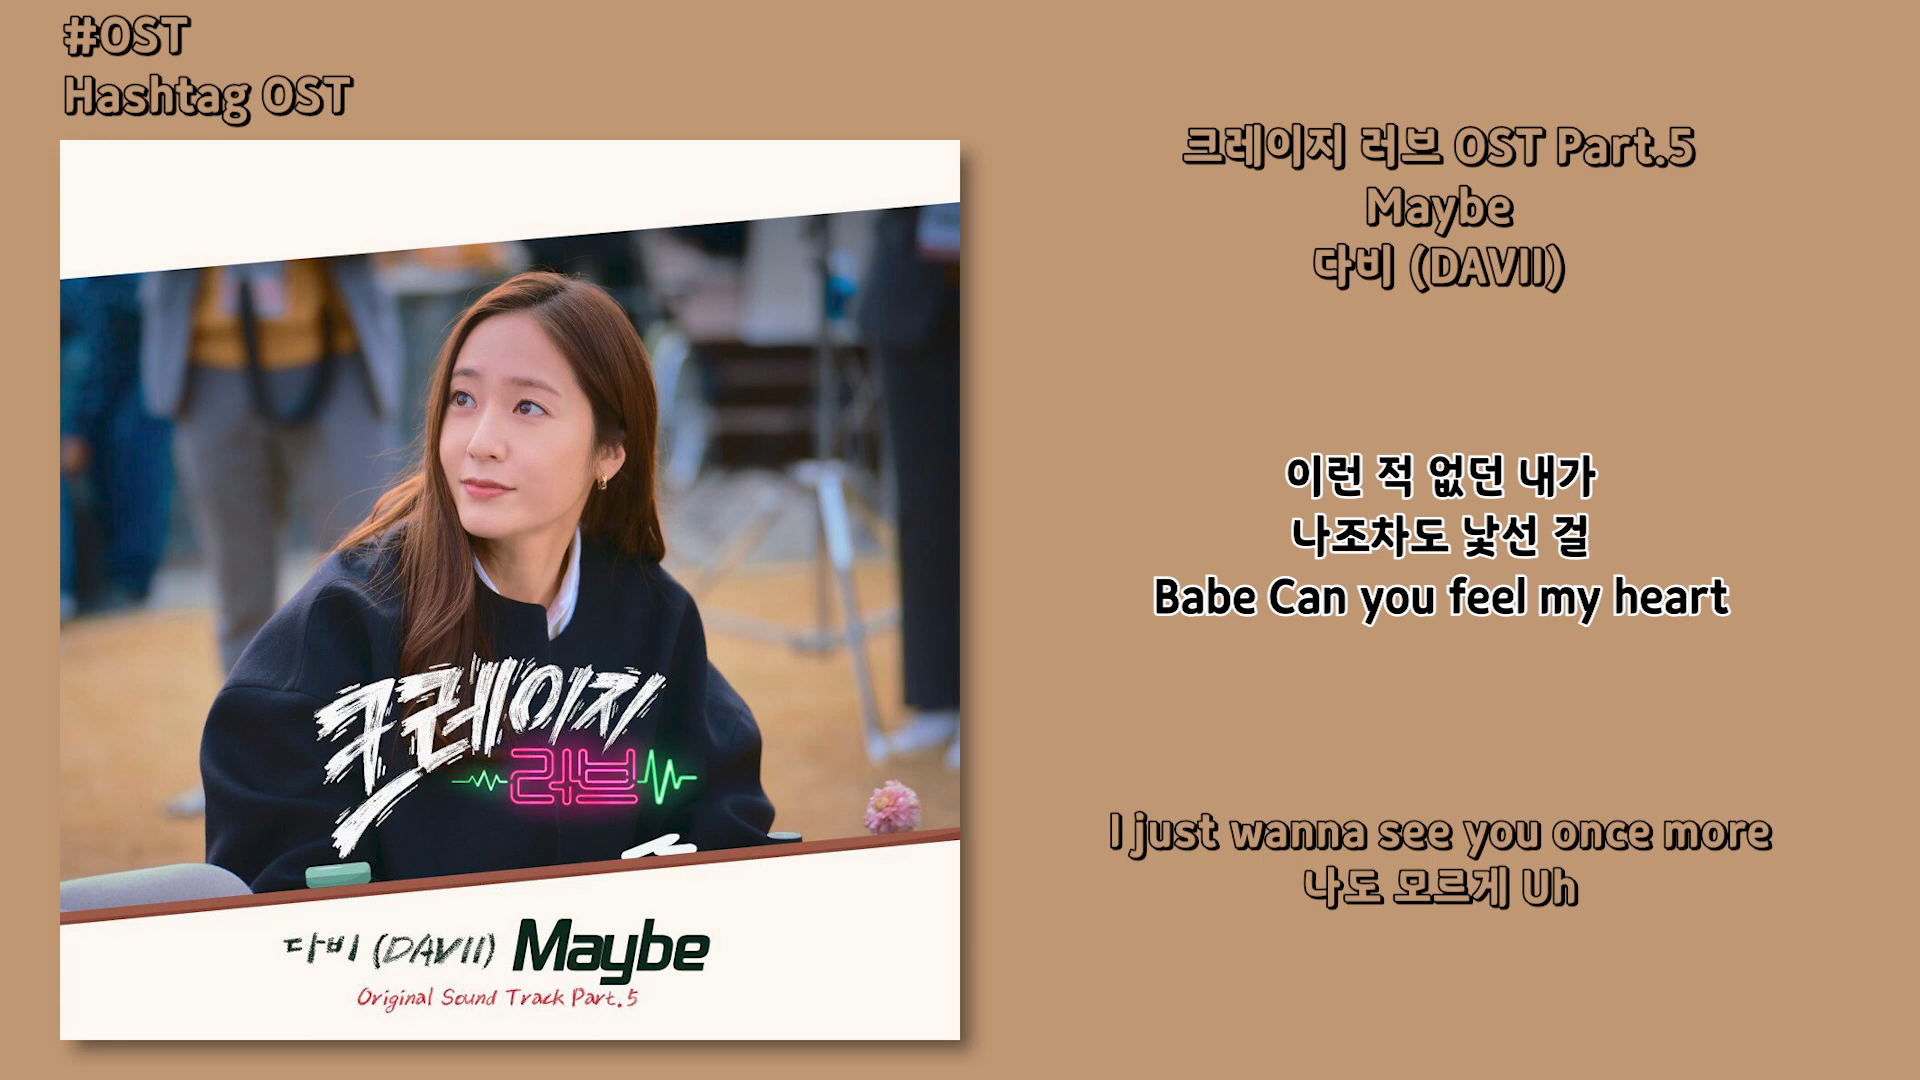 #OST
Hashtag OST
크레이지
러브
다비 (DAVII) Maybe
Original Sound Track Part.5
크레이지 러브 OST Part.5
Maybe
다비 (DAVII)
이런 적 없던 내가
나조차도 낯선 걸
Babe Can you feel my heart
I just wanna see you once more
나도 모르게 Uh